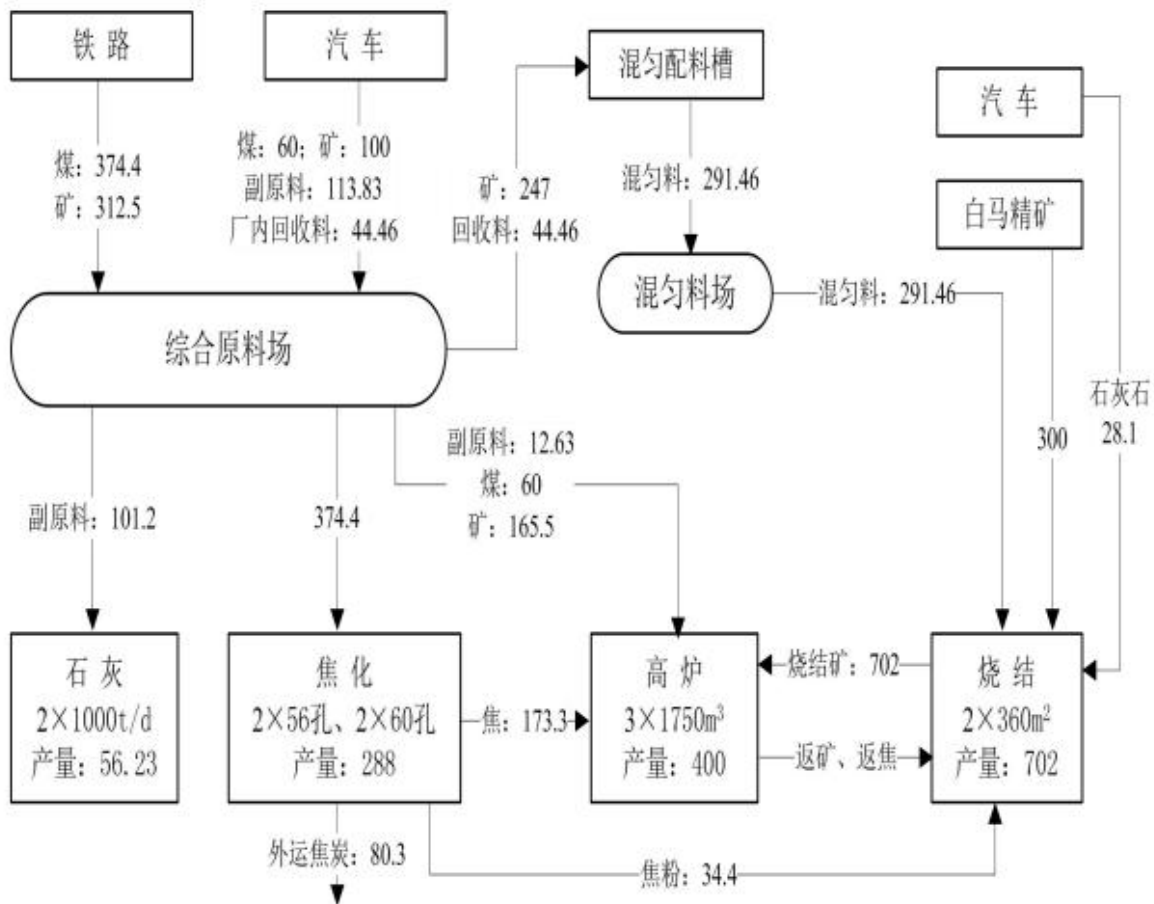 铁 路
汽 车
混匀配料槽
汽 车
煤：374.4
矿：312.5
煤：60；矿：100
副原料：113.83
厂内回收料：44.46
矿：247
回收料：44.46
混匀料：291.46
白马精矿
综合原料场
混匀料场
混匀料：291.46
石灰石
28.1
300
副原料：101.2
374.4
副原料：12.63
煤：60
矿：165.5
石 灰
2×1000t/d
产量：56.23
焦 化
2×56孔、2×60孔
产量：288
焦：173.3
高 炉
3×1750m³
产量：400
烧结矿：702
返矿、返焦
烧 结
2×360m²
产量：702
外运焦炭：80.3
焦粉：34.4